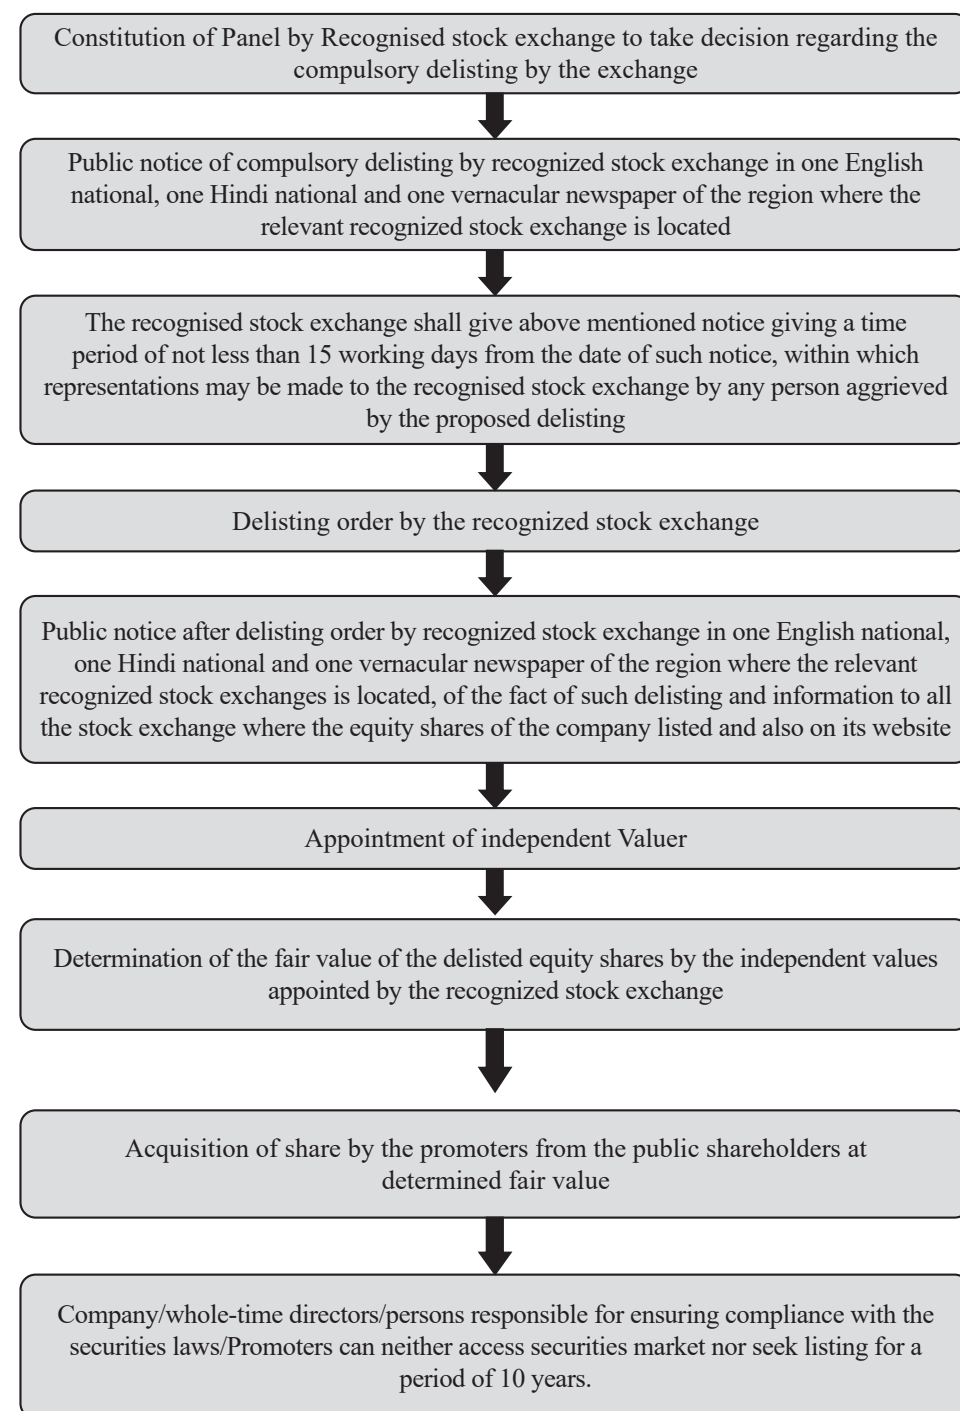 Constitution of Panel by Recognised stock exchange to take decision regarding the
compulsory delisting by the exchange
Public notice of compulsory delisting by recognized stock exchange in one English
national, one Hindi national and one vernacular newspaper of the region where the
relevant recognized stock exchange is located
The recognised stock exchange shall give above mentioned notice giving a time
period of not less than 15 working days from the date of such notice, within which
representations may be made to the recognised stock exchange by any person aggrieved
by the proposed delisting
Delisting order by the recognized stock exchange
Public notice after delisting order by recognized stock exchange in one English national,
one Hindi national and one vernacular newspaper of the region where the relevant
recognized stock exchanges is located, of the fact of such delisting and information to all
the stock exchange where the equity shares of the company listed and also on its website
Appointment of independent Valuer
Determination of the fair value of the delisted equity shares by the independent values
appointed by the recognized stock exchange
Acquisition of share by the promoters from the public shareholders at
determined fair value
Company/whole-time directors/persons responsible for ensuring compliance with the
securities laws/Promoters can neither access securities market nor seek listing for a
period of 10 years.